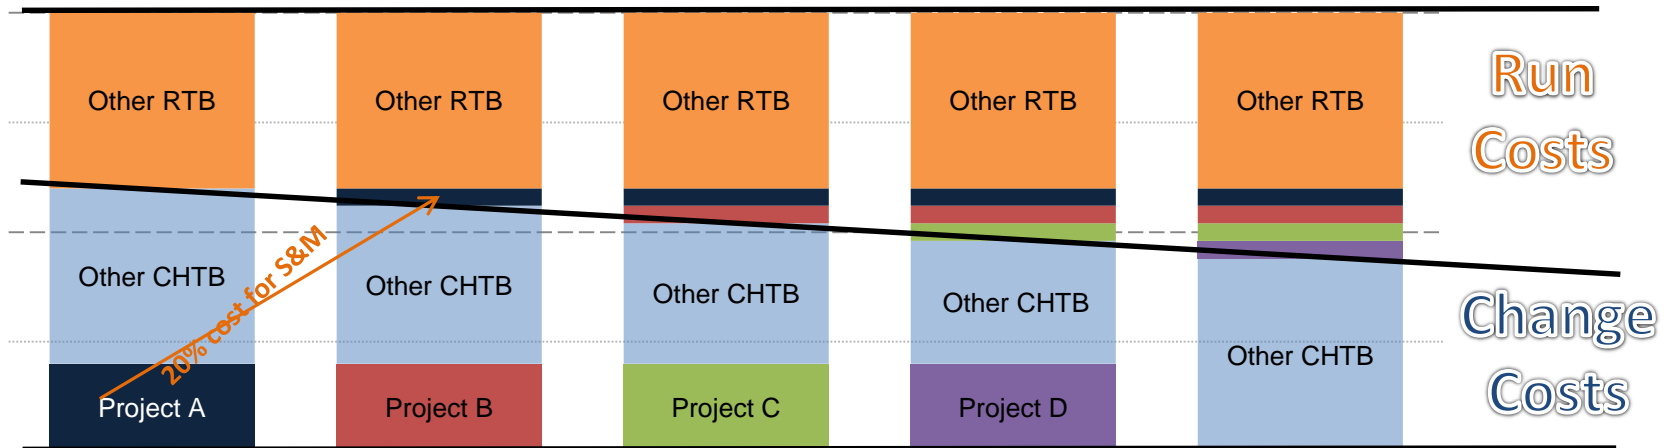 Other RTB
Other RTB
Other RTB
Other RTB
Other RTB
Run
Costs
Other CHTB
Other CHTB
Other CHTB
Other CHTB
Other CHTB
20% cost for S&M
Change
Costs
Project A
Project B
Project C
Project D